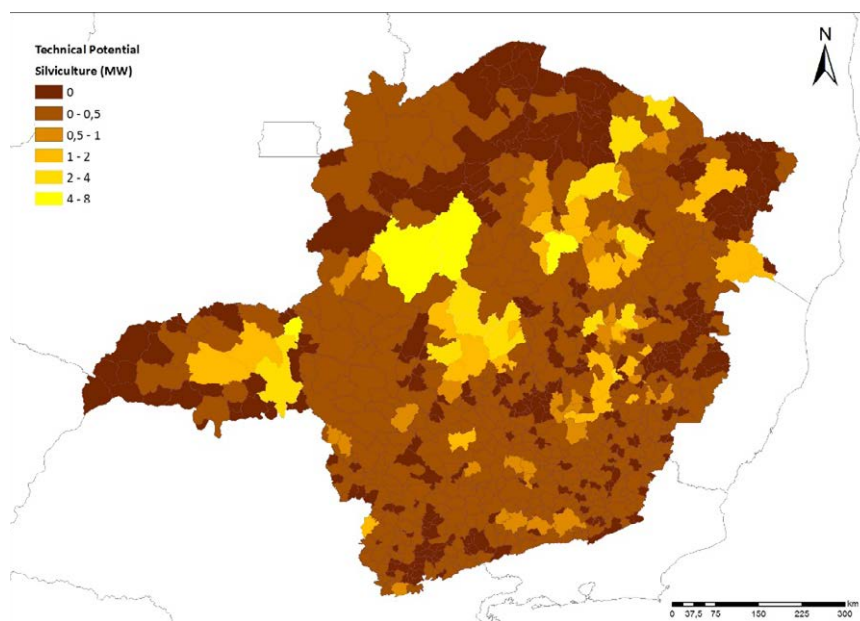 Technical Potential
Silviculture (MW)
0
0 - 0,5
0,5 - 1
1 - 2
2 - 4
4 - 8
N
km
0 37,5 75 150 225 300